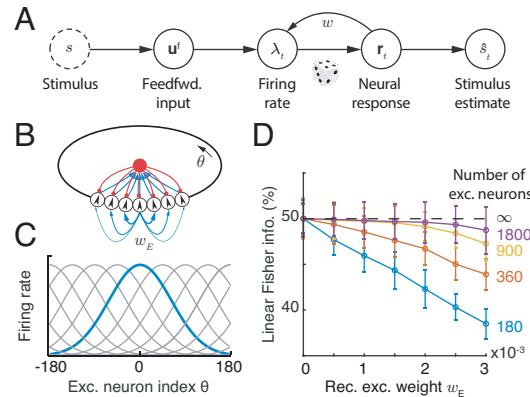 A
s
u^f
λ_t
w
r_t
ŝ_t
Stimulus
Feedfwd.
input
Firing
rate
Neural
response
Stimulus
estimate
B
θ
w_E
C
Firing rate
-180
0
180
Exc. neuron index θ
D
Number of
exc. neurons
Linear Fisher info. (%)
50
40
∞
1800
900
360
180
x10^-3
0
1
2
3
Rec. exc. weight w_E